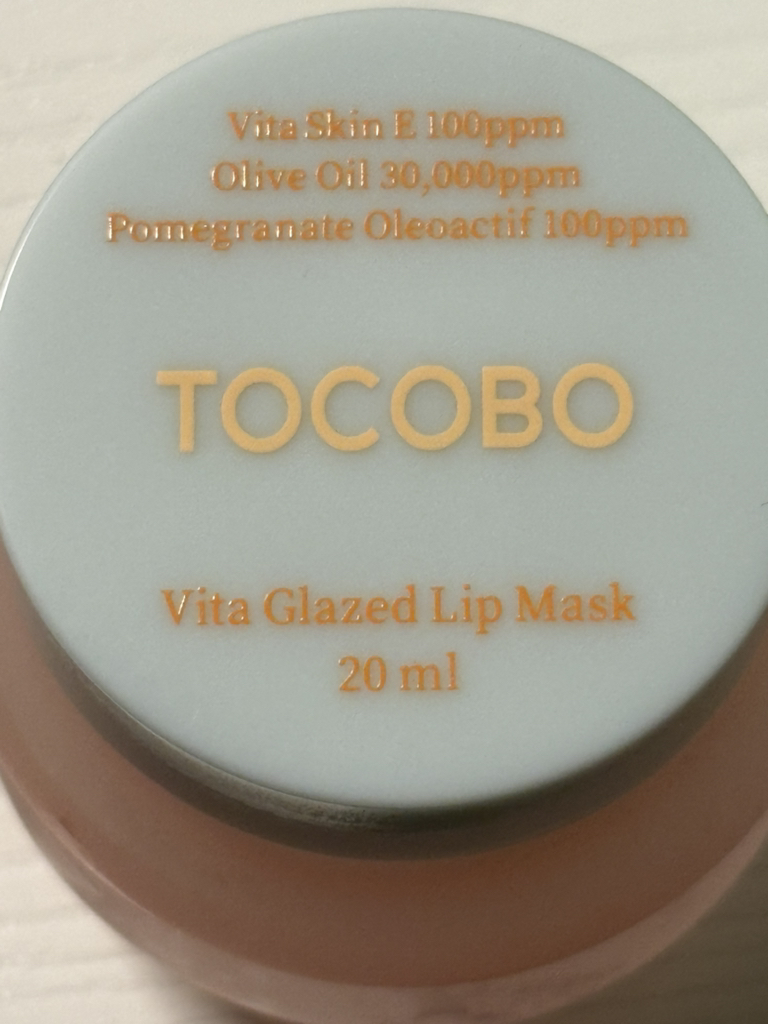 Vita Skin E 100ppm
Olive Oil 30,000ppm
Pomegranate Oleoactif 100ppm
TOCOBO
Vita Glazed Lip Mask
20 ml